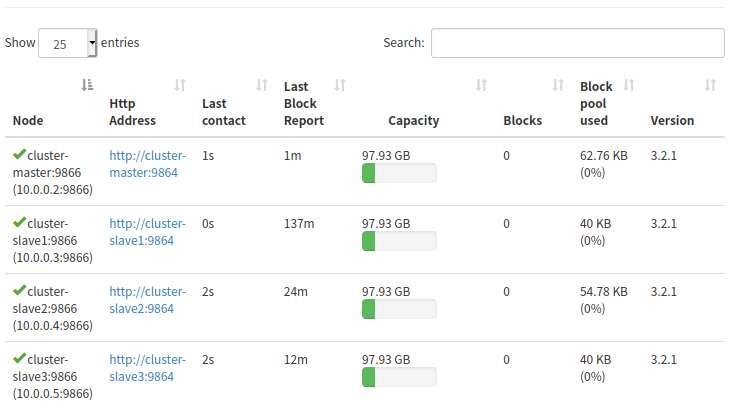 Show 25 entries Search:
Node Http Address Last contact Last Block Report Capacity Blocks Block pool used Version
cluster-master:9866 (10.0.0.2:9866) http://cluster-master:9864 1s 1m 97.93 GB 0 62.76 KB (0%) 3.2.1
cluster-slave1:9866 (10.0.0.3:9866) http://cluster-slave1:9864 0s 137m 97.93 GB 0 40 KB (0%) 3.2.1
cluster-slave2:9866 (10.0.0.4:9866) http://cluster-slave2:9864 2s 24m 97.93 GB 0 54.78 KB (0%) 3.2.1
cluster-slave3:9866 (10.0.0.5:9866) http://cluster-slave3:9864 2s 12m 97.93 GB 0 40 KB (0%) 3.2.1